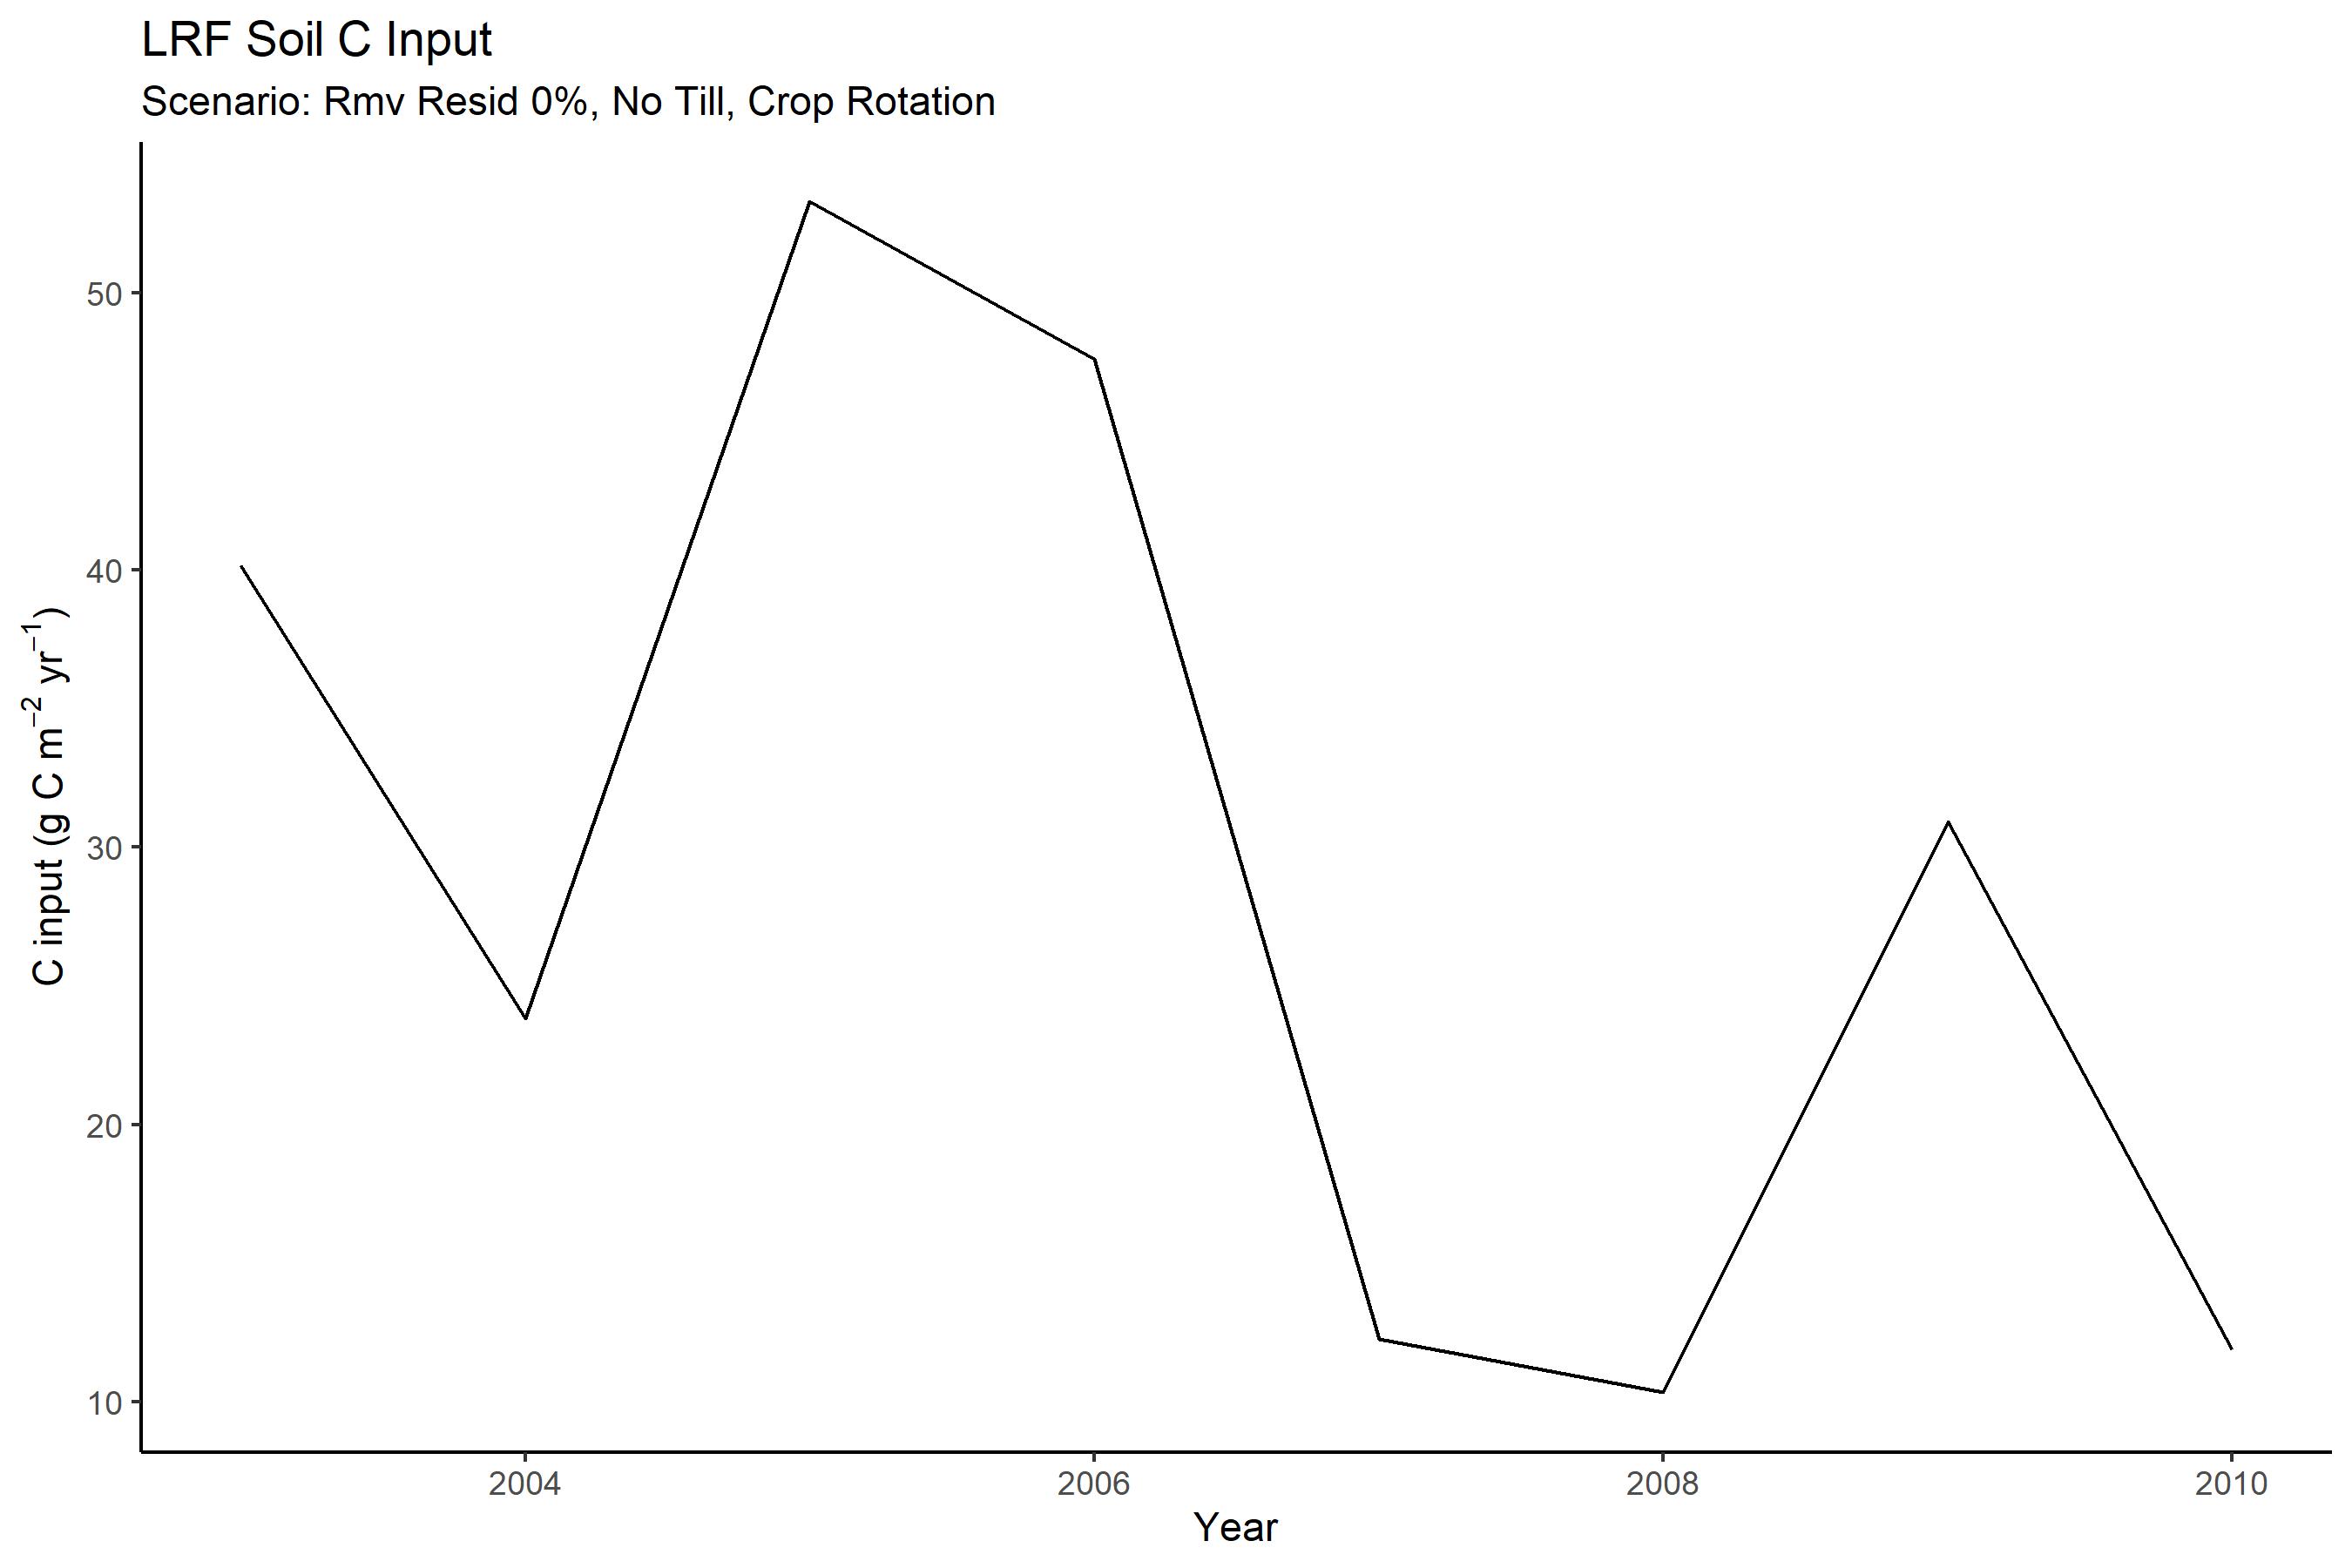 LRF Soil C Input
Scenario: Rmv Resid 0%, No Till, Crop Rotation
C input (g C m⁻² yr⁻¹)
50
40
30
20
10
2004 2006 2008 2010
Year